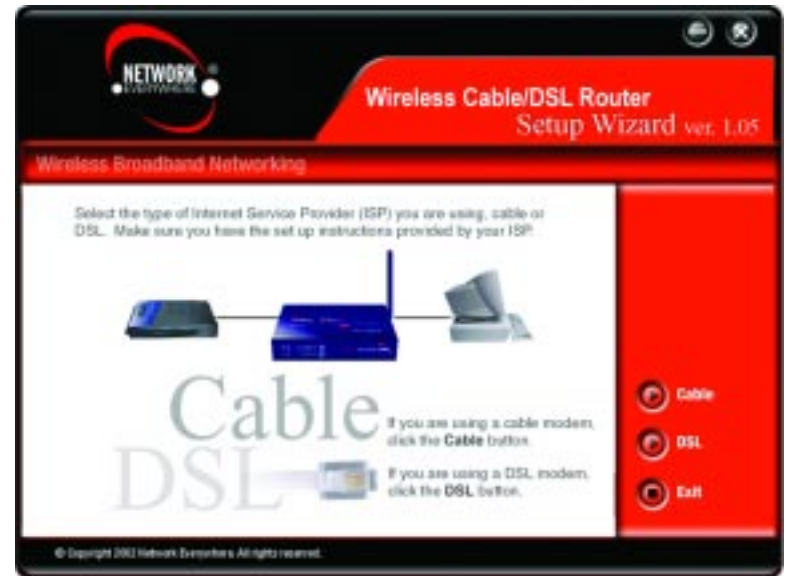 NETWORK
EVERYWHERE
Wireless Cable/DSL Router
Setup Wizard ver. 1.05
Wireless Broadband Networking
Select the type of Internet Service Provider (ISP) you are using, cable or
DSL. Make sure you have the set up instructions provided by your ISP.
Cable
If you are using a cable modem,
click the Cable button.
DSL
If you are using a DSL modem,
click the DSL button.
Cable
DSL
Exit
© Copyright 2002 Network Everywhere. All rights reserved.